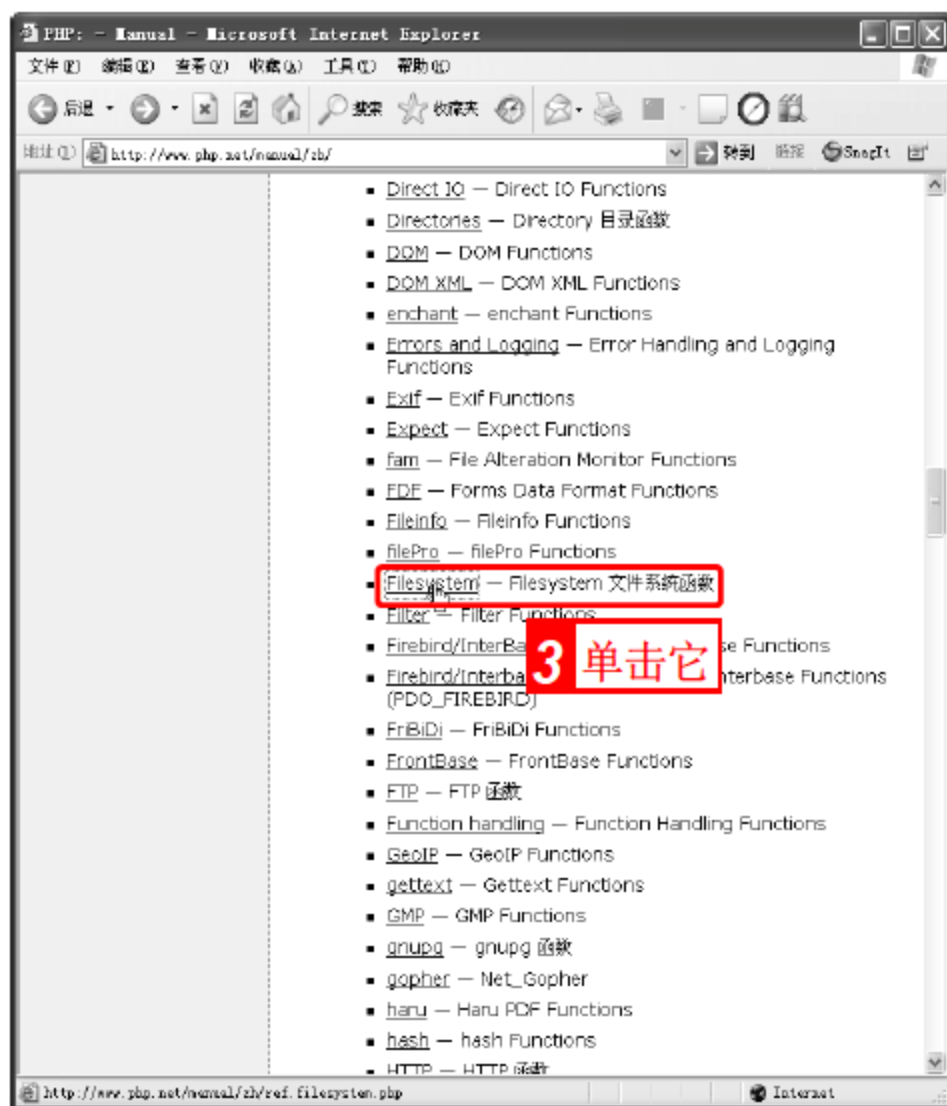 PHP: - Manual - Microsoft Internet Explorer
文件(F) 编辑(E) 查看(V) 收藏(A) 工具(T) 帮助(H)
后退 搜索 收藏夹
地址(D) http://www.php.net/manual/zh/ 转到 链接 SnagIt
Direct IO — Direct IO Functions
Directories — Directory 目录函数
DOM — DOM Functions
DOM XML — DOM XML Functions
enchant — enchant Functions
Errors and Logging — Error Handling and Logging
Functions
Exif — Exif Functions
Expect — Expect Functions
fam — File Alteration Monitor Functions
FDF — Forms Data Format Functions
Fileinfo — Fileinfo Functions
filePro — filePro Functions
Filesystem — Filesystem 文件系统函数
Filter — Filter Functions
Firebird/InterBa se Functions
Firebird/Interba nterbase Functions
(PDO_FIREBIRD)
3 单击它
FriBiDi — FriBiDi Functions
FrontBase — FrontBase Functions
FTP — FTP 函数
Function handling — Function Handling Functions
GeoIP — GeoIP Functions
gettext — Gettext Functions
GMP — GMP Functions
gnupg — gnupg 函数
gopher — Net_Gopher
haru — Haru PDF Functions
hash — hash Functions
HTTP — HTTP 函数
http://www.php.net/manual/zh/ref.filesystem.php Internet